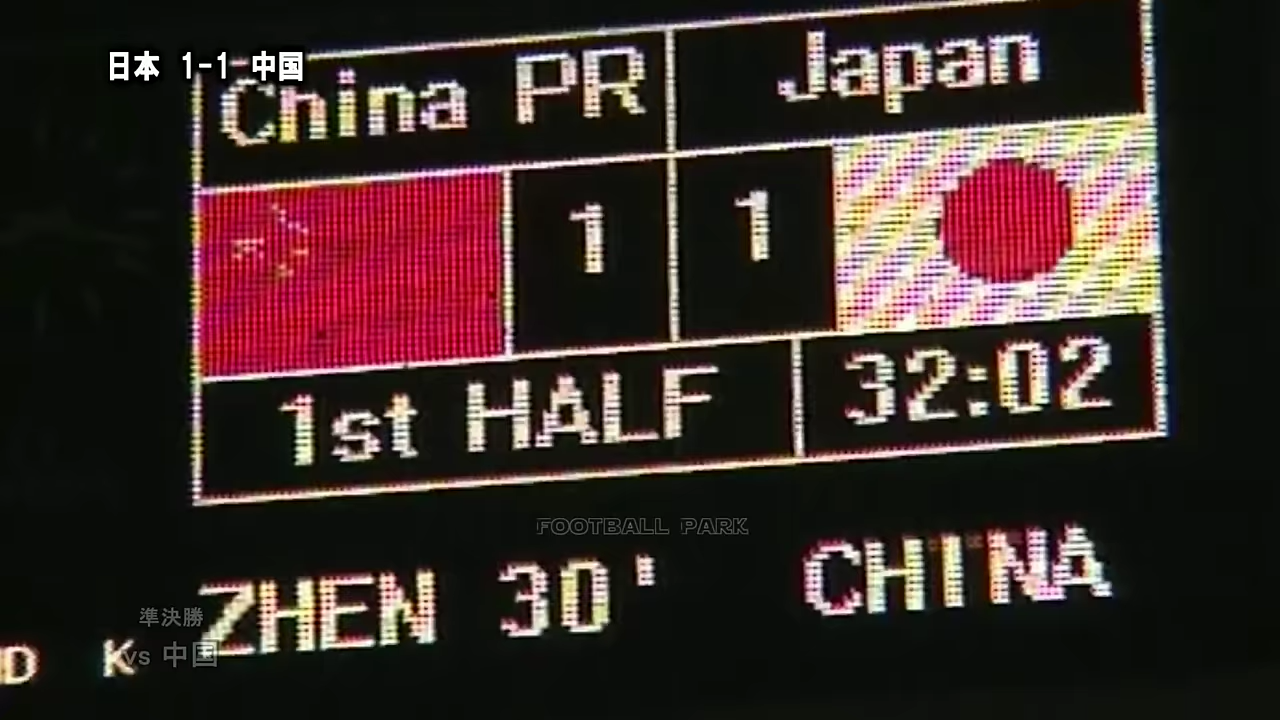 日本 1-1 中国
China PR Japan
1 1
1st HALF 32:02
FOOTBALL PARK
ZHEN 30' CHINA
準決勝
vs 中国
K